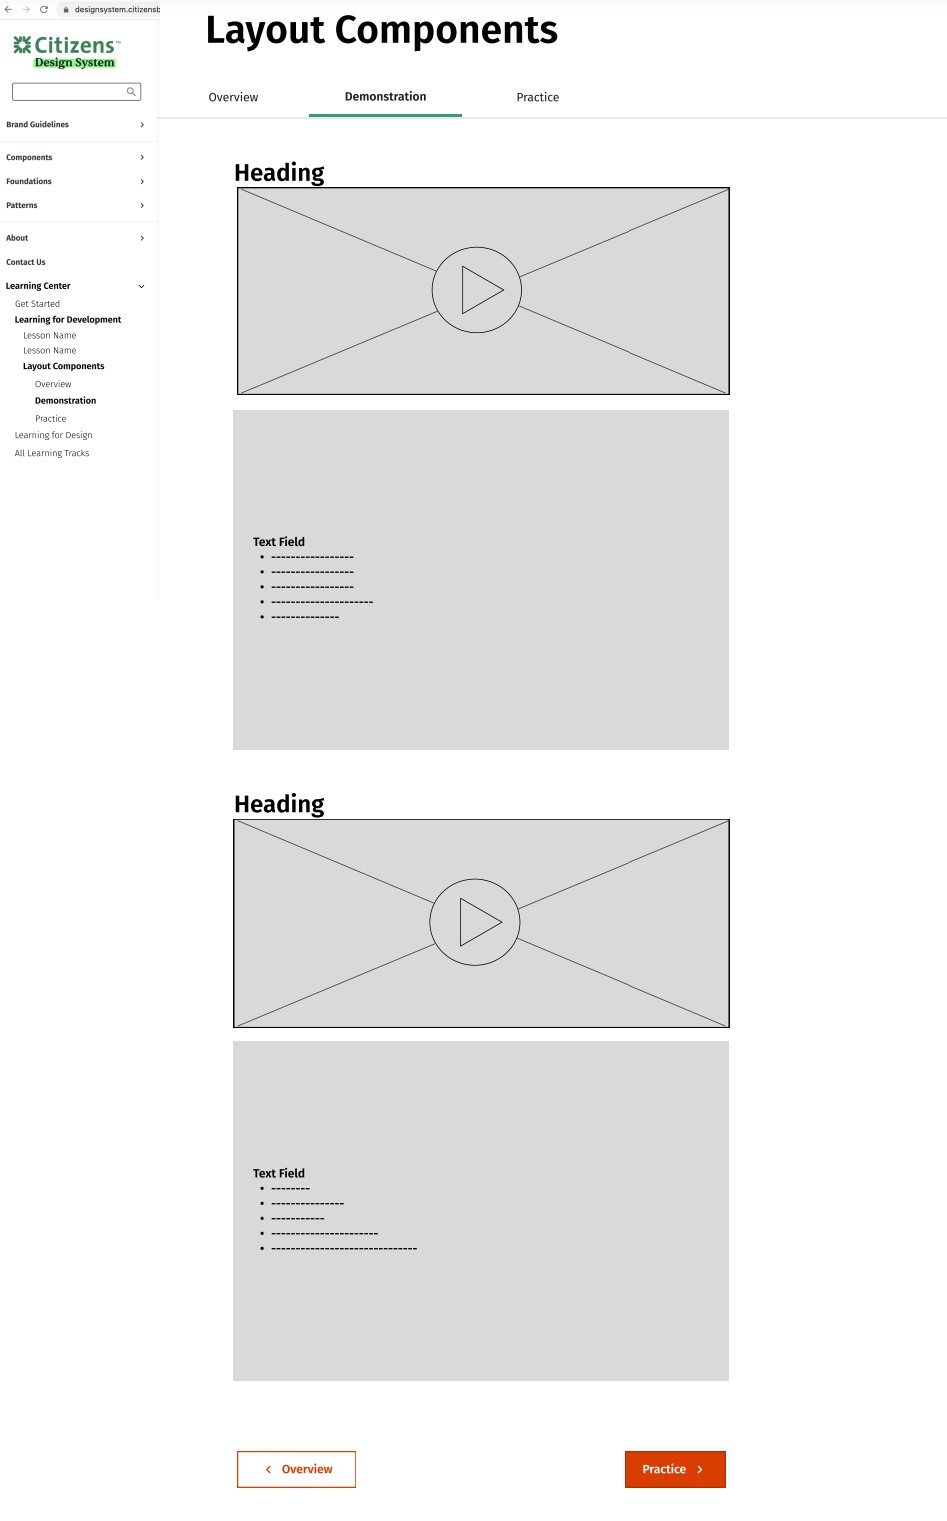 designsystem.citizensb
Citizens™
Design System
Brand Guidelines
Components
Foundations
Patterns
About
Contact Us
Learning Center
Get Started
Learning for Development
Lesson Name
Lesson Name
Layout Components
Overview
Demonstration
Practice
Learning for Design
All Learning Tracks
Layout Components
Overview Demonstration Practice
Heading
Text Field
• -----------------
• -----------------
• -----------------
• ---------------------
• --------------
Heading
Text Field
• --------
• ---------------
• -----------
• ----------------------
• ------------------------------
Overview
Practice